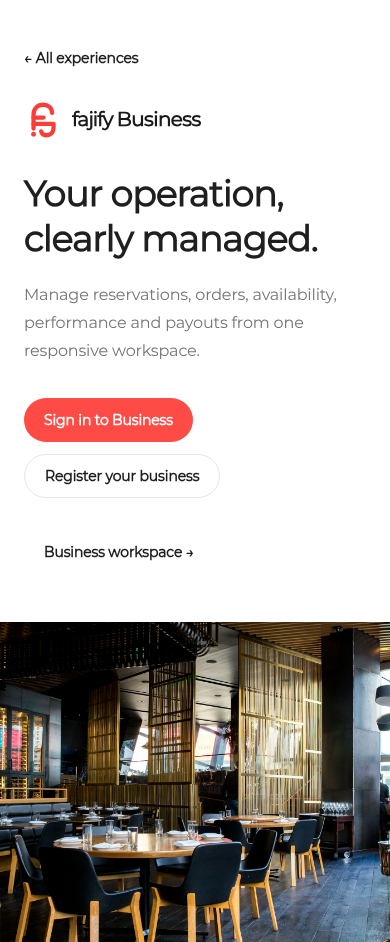 ← All experiences
fajify Business
Your operation,
clearly managed.
Manage reservations, orders, availability,
performance and payouts from one
responsive workspace.
Sign in to Business
Register your business
Business workspace →